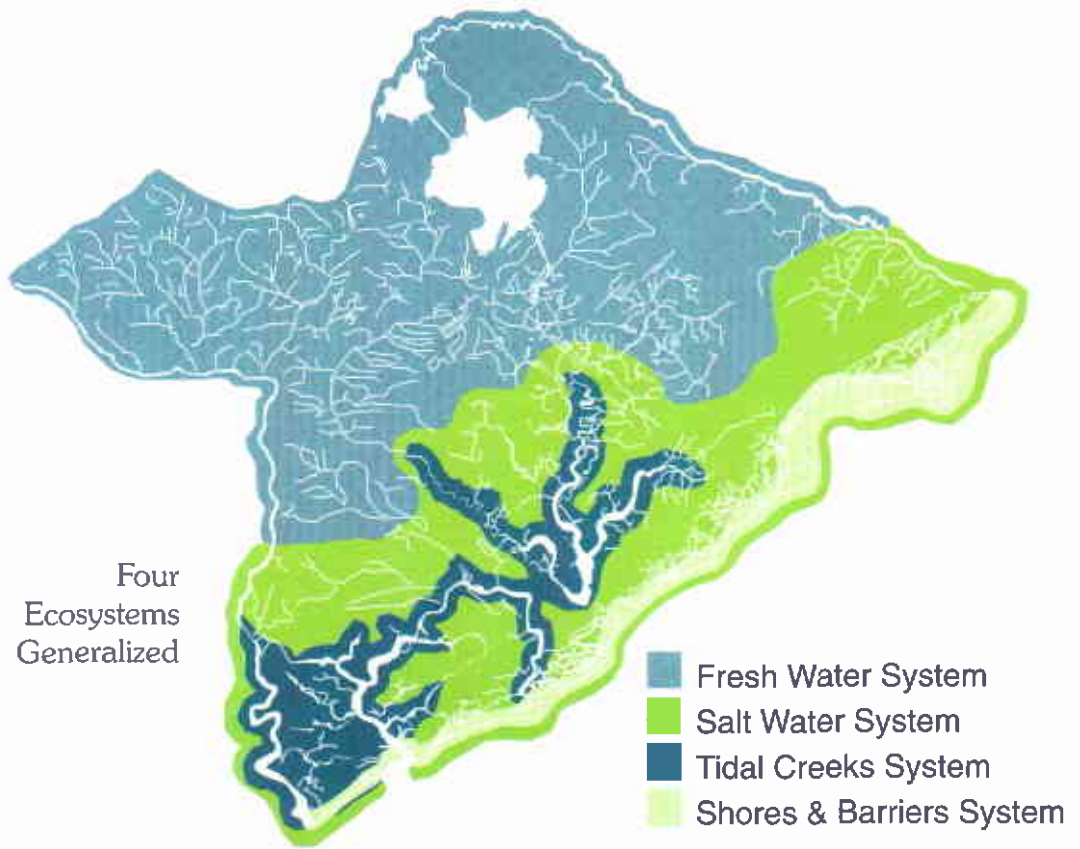 Four
Ecosystems
Generalized
Fresh Water System
Salt Water System
Tidal Creeks System
Shores & Barriers System